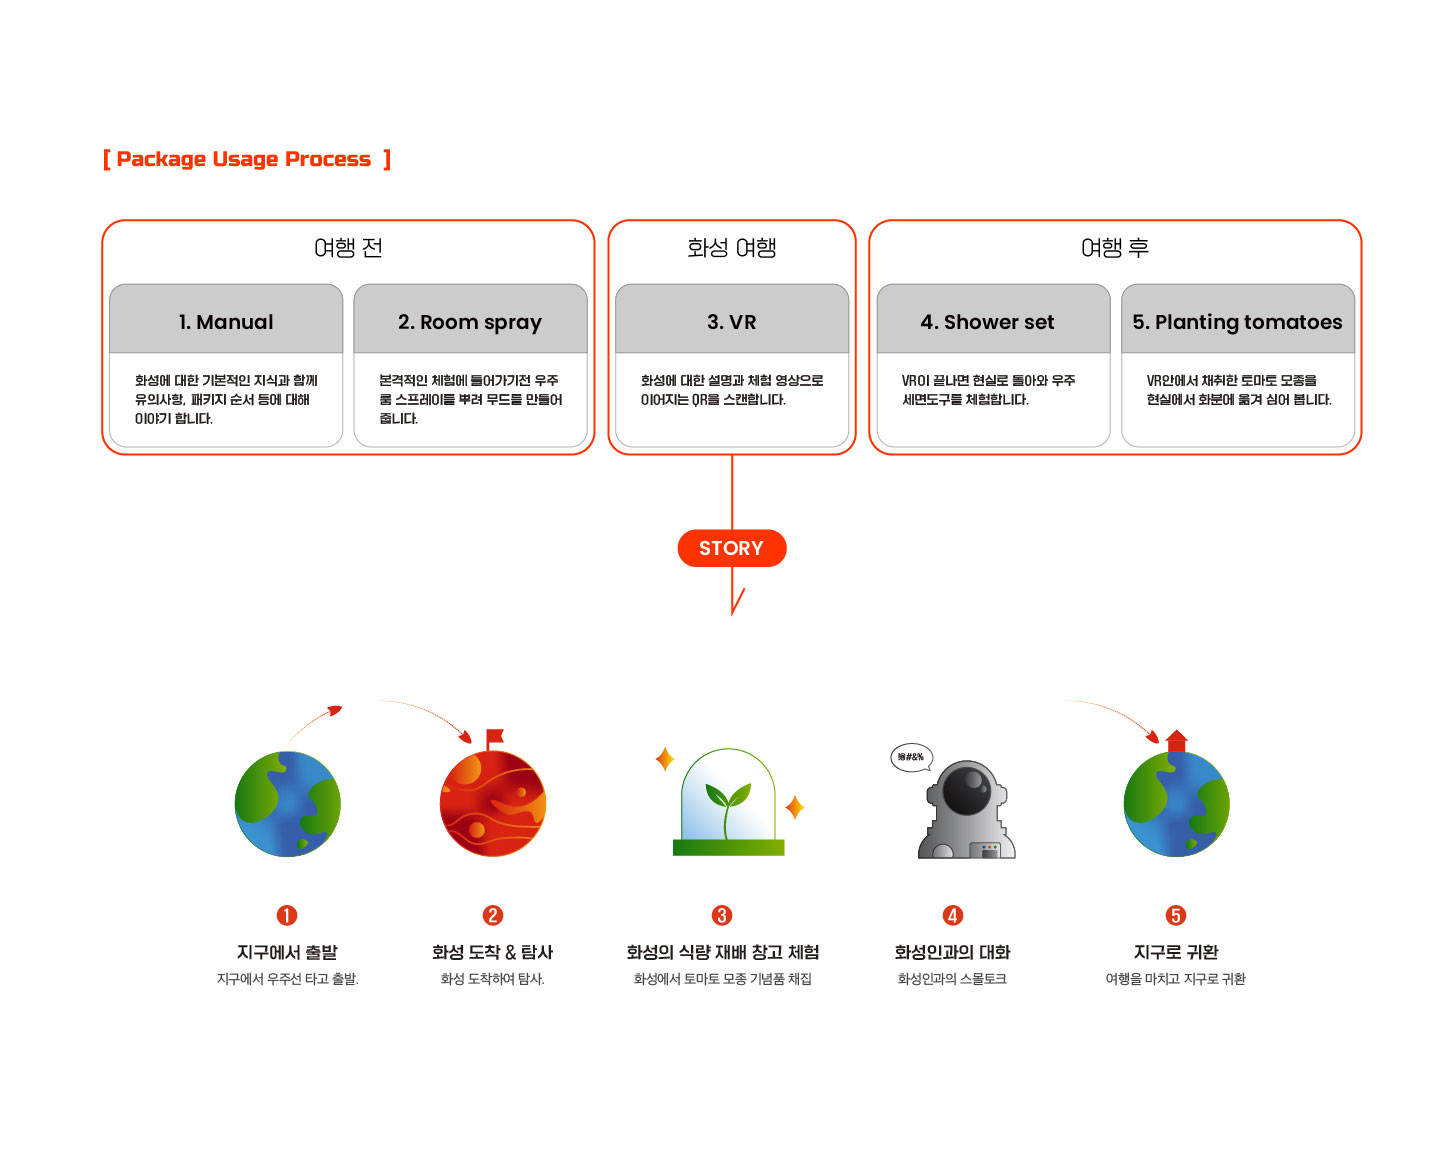 [ Package Usage Process ]
여행 전
1. Manual
화성에 대한 기본적인 지식과 함께
유의사항, 패키지 순서 등에 대해
이야기 합니다.
2. Room spray
본격적인 체험에 들어가기전 우주
룸 스프레이를 뿌려 무드를 만들어
줍니다.
화성 여행
3. VR
화성에 대한 설명과 체험 영상으로
이어지는 QR을 스캔합니다.
여행 후
4. Shower set
VR이 끝나면 현실로 돌아와 우주
세면도구를 체험합니다.
5. Planting tomatoes
VR안에서 채취한 토마토 모종을
현실에서 화분에 옮겨 심어 봅니다.
STORY
!@#&%
1
지구에서 출발
지구에서 우주선 타고 출발.
2
화성 도착 & 탐사
화성 도착하여 탐사.
3
화성의 식량 재배 창고 체험
화성에서 토마토 모종 기념품 채집
4
화성인과의 대화
화성인과의 스몰토크
5
지구로 귀환
여행을 마치고 지구로 귀환